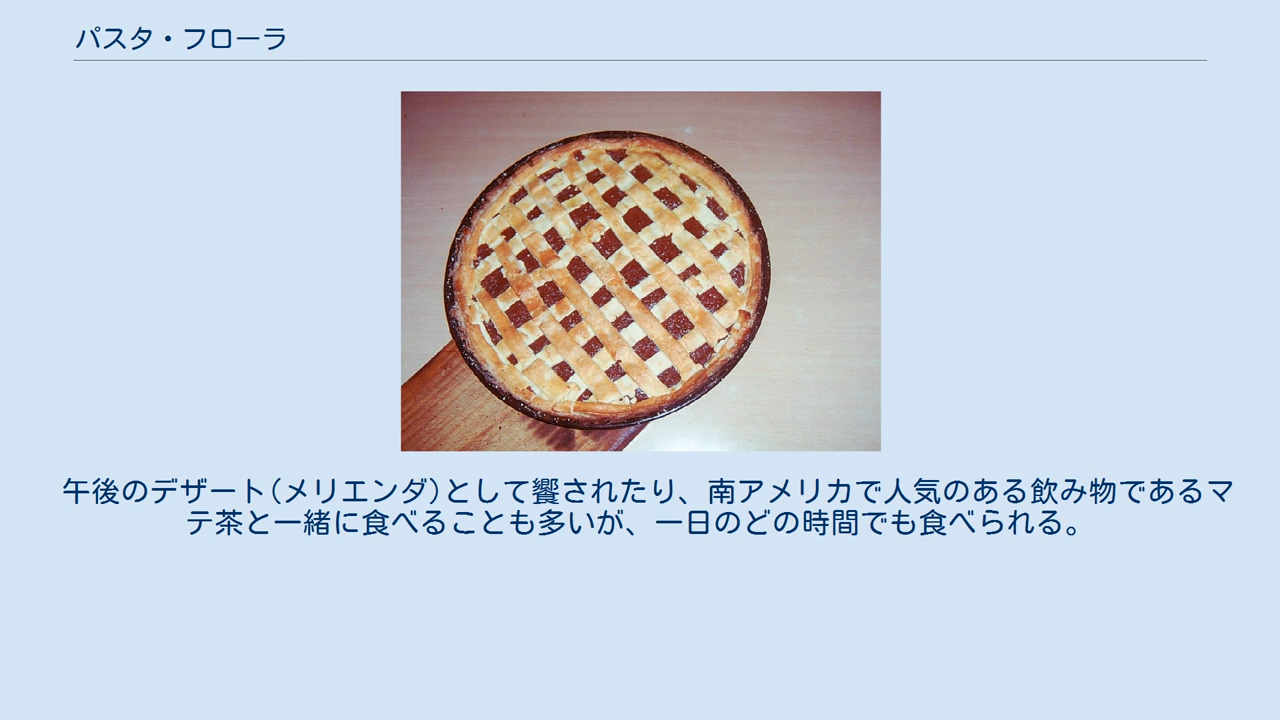 パスタ・フローラ
午後のデザート(メリエンダ)として饗されたり、南アメリカで人気のある飲み物であるマ
テ茶と一緒に食べることも多いが、一日のどの時間でも食べられる。